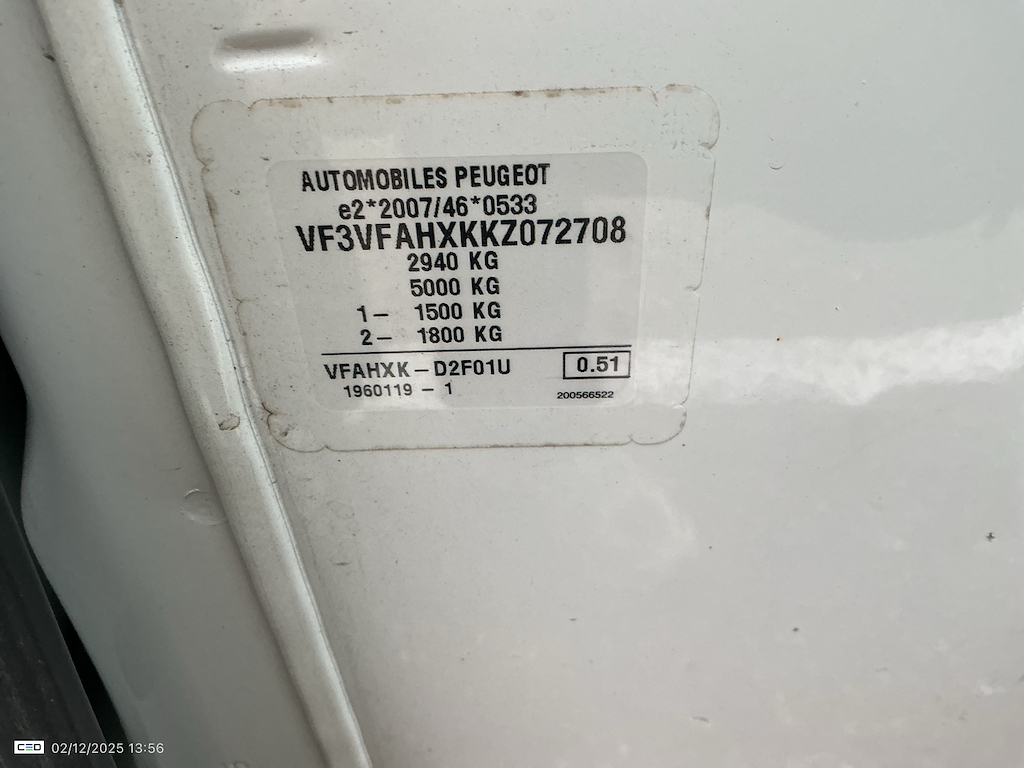 AUTOMOBILES PEUGEOT
e2*2007/46*0533
VF3VFAHXKKZ072708
2940 KG
5000 KG
1– 1500 KG
2– 1800 KG
VFAHXK–D2F01U 0.51
1960119 – 1 200566522
CEO 02/12/2025 13:56